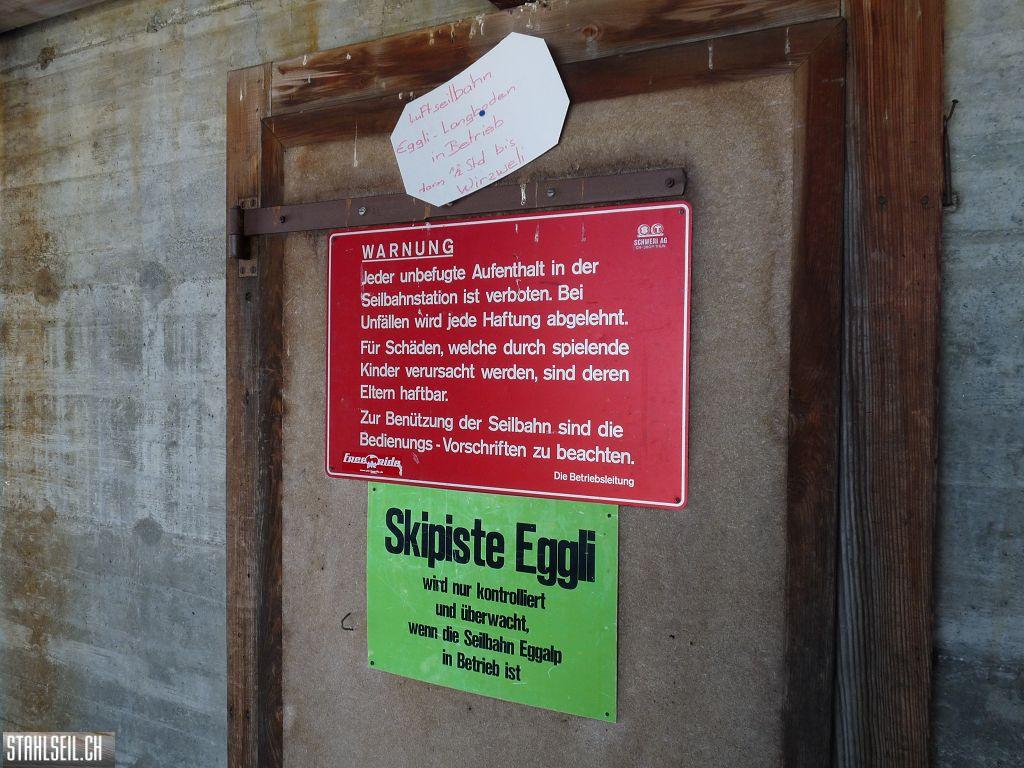 Luftseilbahn
Eggli-Langboden
in Betrieb
dann ½ Std bis
Wirzweli
WARNUNG
ST
SCHWERI AG
Jeder unbefugte Aufenthalt in der
Seilbahnstation ist verboten. Bei
Unfällen wird jede Haftung abgelehnt.
Für Schäden, welche durch spielende
Kinder verursacht werden, sind deren
Eltern haftbar.
Zur Benützung der Seilbahn sind die
Bedienungs-Vorschriften zu beachten.
Die Betriebsleitung
Freeride
Skipiste Eggli
wird nur kontrolliert
und überwacht,
wenn die Seilbahn Eggalp
in Betrieb ist
STAHLSEIL.CH